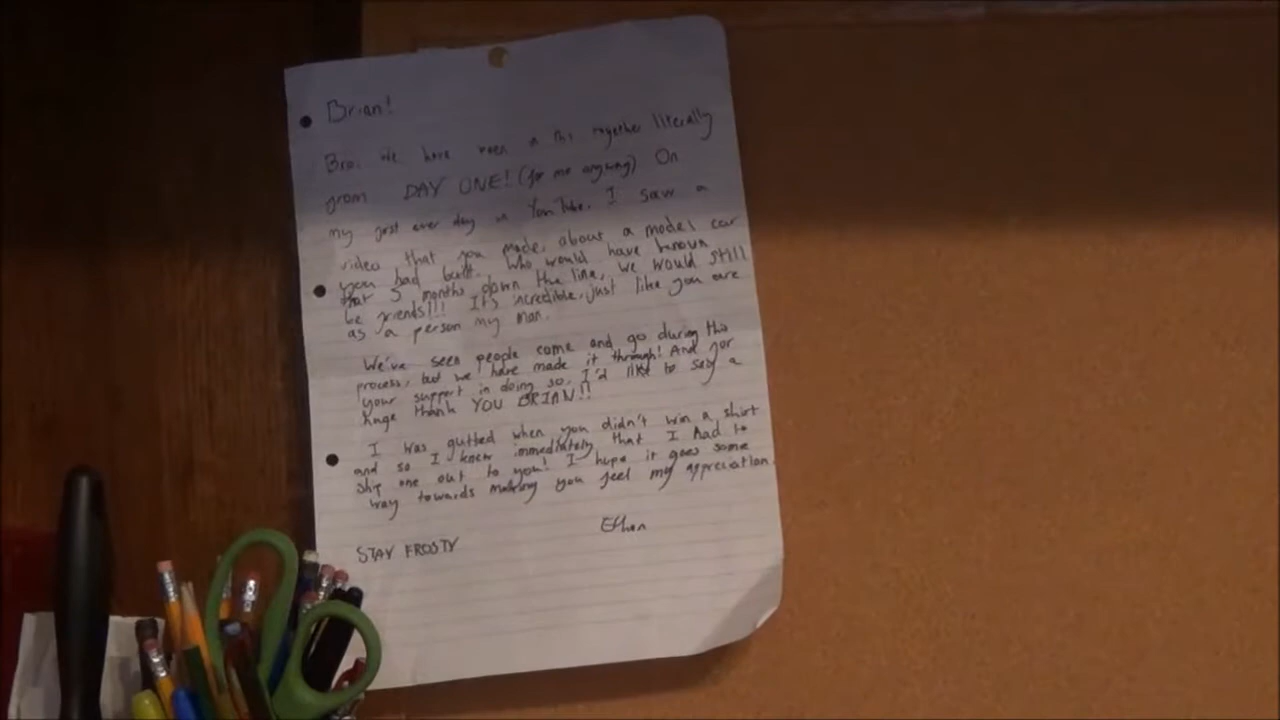 Brian!
Bro. We have been in this together literally
from DAY ONE! (for me anyway) On
my first ever day on YouTube, I saw a
video that you made, about a model car
you had built. Who would have known
that 5 months down the line, we would still
be friends!!! It's incredible, just like you are
as a person my man.
We've seen people come and go during this
process, but we have made it through! And for
your support in doing so, I'd like to say a
huge thank YOU BRIAN!!
I was gutted when you didn't win a shirt
and so I knew immediately that I had to
ship one out to you! I hope it goes some
way towards making you feel my appreciation.
Ethan
STAY FROSTY